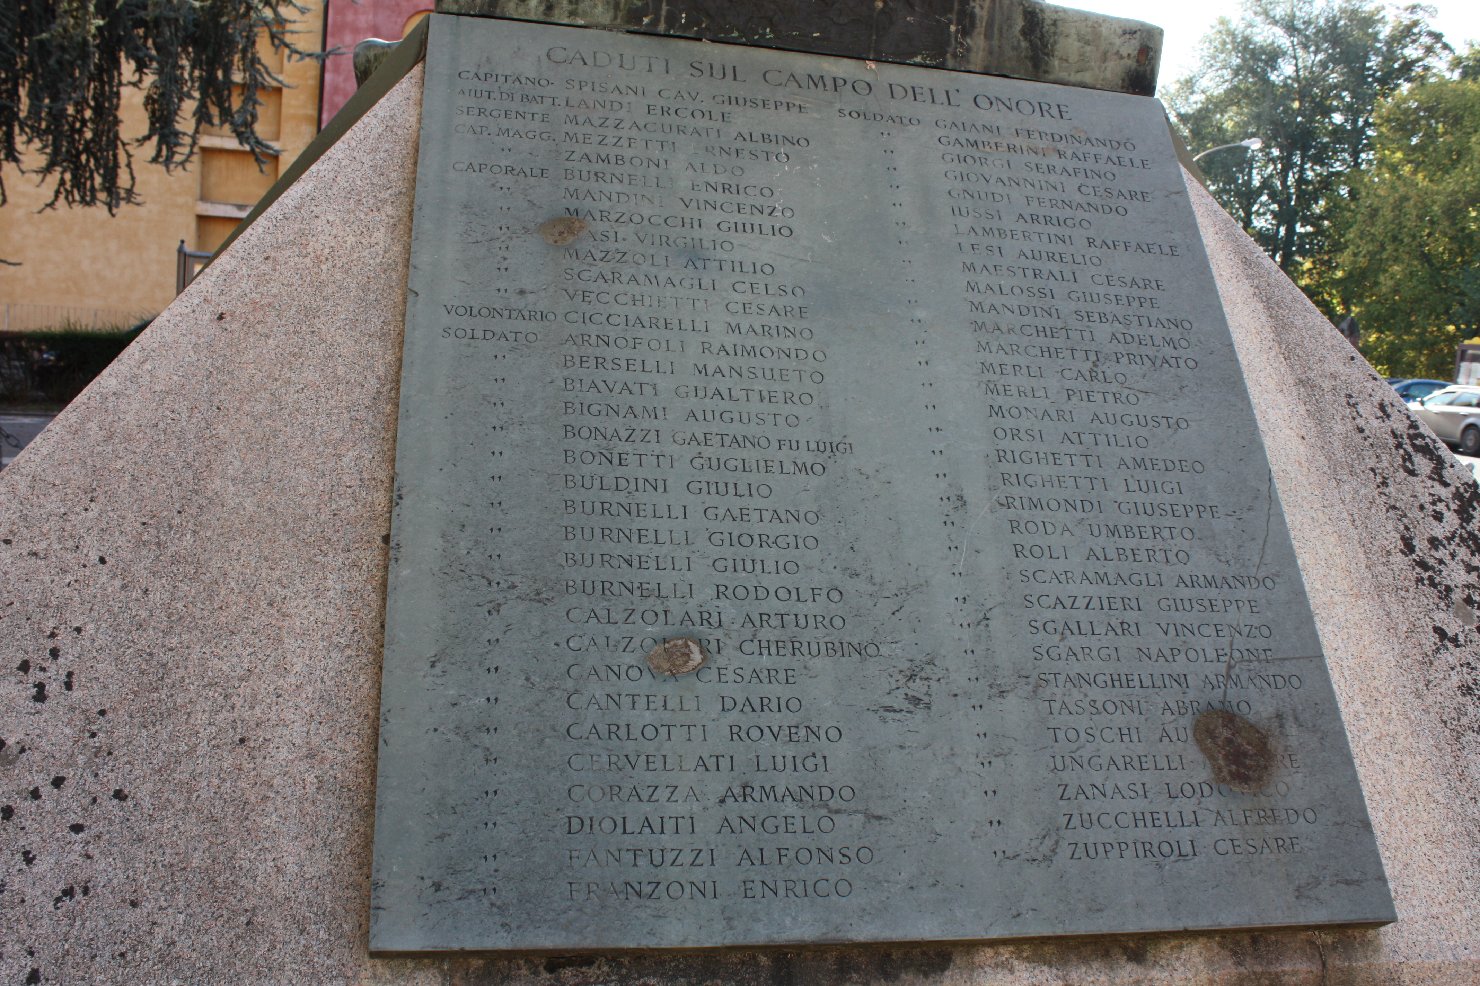 CADUTI SUL CAMPO DELL'ONORE
CAPITANO· SPISANI CAV. GIUSEPPE
AIUT. DI BATT. LANDI ERCOLE
SERGENTE MEZZACURATI ALBINO
CAP. MAGG. MEZZETTI ERNESTO
" ZAMBONI ALDO
CAPORALE BURNELLI ENRICO
" MANDINI VINCENZO
" MARZOCCHI GIULIO
" VIRGILIO
" MAZZOLI ATTILIO
" SCARAMAGLI CELSO
" VECCHIETTI CESARE
VOLONTARIO CICCIARELLI MARINO
SOLDATO ARNOFOLI RAIMONDO
" BERSELLI MANSUETO
" BIAVATI GUALTIERO
" BIGNAMI AUGUSTO
" BONAZZI GAETANO FU LUIGI
" BONETTI GUGLIELMO
" BULDINI GIULIO
" BURNELLI GAETANO
" BURNELLI GIORGIO
" BURNELLI GIULIO
" BURNELLI RODOLFO
" CALZOLARI ARTURO
" CALZOLARI CHERUBINO
" CANOVA CESARE
" CANTELLI DARIO
" CARLOTTI ROVENO
" CERVELLATI LUIGI
" CORAZZA ARMANDO
" DIOLAITI ANGELO
" FANTUZZI ALFONSO
" FRANZONI ENRICO
SOLDATO GAIANI FERDINANDO
" GAMBERINI RAFFAELE
" GIORGI SERAFINO
" GIOVANNINI CESARE
" GNUDI FERNANDO
" IUSSI ARRIGO
" LAMBERTINI RAFFAELE
" LESI AURELIO
" MAESTRALI CESARE
" MALOSSI GIUSEPPE
" MANDINI SEBASTIANO
" MARCHETTI ADELMO
" MARCHETTI PRIVATO
" MERLI CARLO
" MERLI PIETRO
" MONARI AUGUSTO
" ORSI ATTILIO
" RIGHETTI AMEDEO
" RIGHETTI LUIGI
" RIMONDI GIUSEPPE
" RODA UMBERTO
" ROLI ALBERTO
" SCARAMAGLI ARMANDO
" SCAZZIERI GIUSEPPE
" SGALLARI VINCENZO
" SGARGI NAPOLEONE
" STANGHELLINI ARMANDO
" TASSONI ABRAMO
" TOSCHI
" UNGARELLI
" ZANASI
" ZUCCHELLI ALFREDO
" ZUPPIROLI CESARE